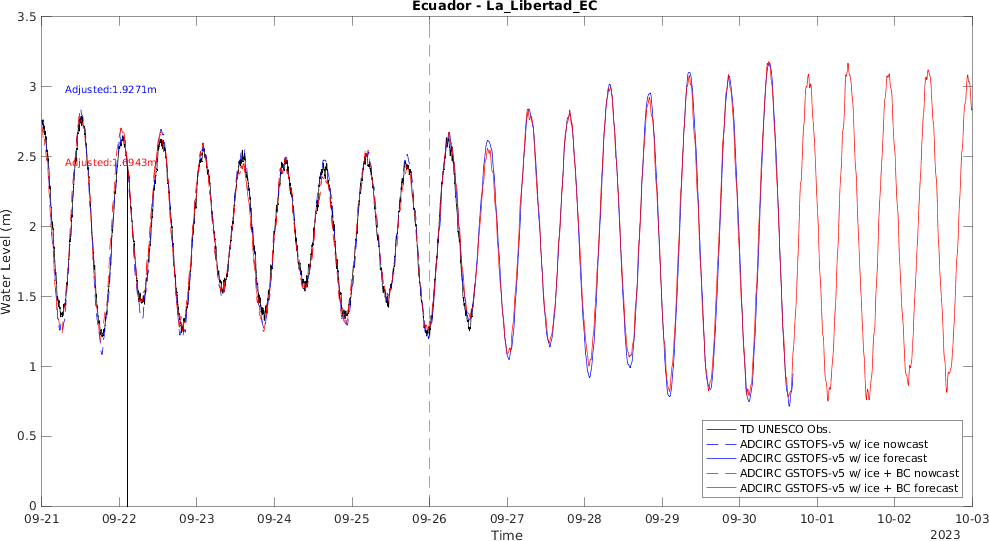 Ecuador - La_Libertad_EC
3.5
3
2.5
2
1.5
1
0.5
0
Water Level (m)
Adjusted:1.9271m
Adjusted:1.6943m
TD UNESCO Obs.
ADCIRC GSTOFS-v5 w/ ice nowcast
ADCIRC GSTOFS-v5 w/ ice forecast
ADCIRC GSTOFS-v5 w/ ice + BC nowcast
ADCIRC GSTOFS-v5 w/ ice + BC forecast
09-21 09-22 09-23 09-24 09-25 09-26 09-27 09-28 09-29 09-30 10-01 10-02 10-03
Time
2023